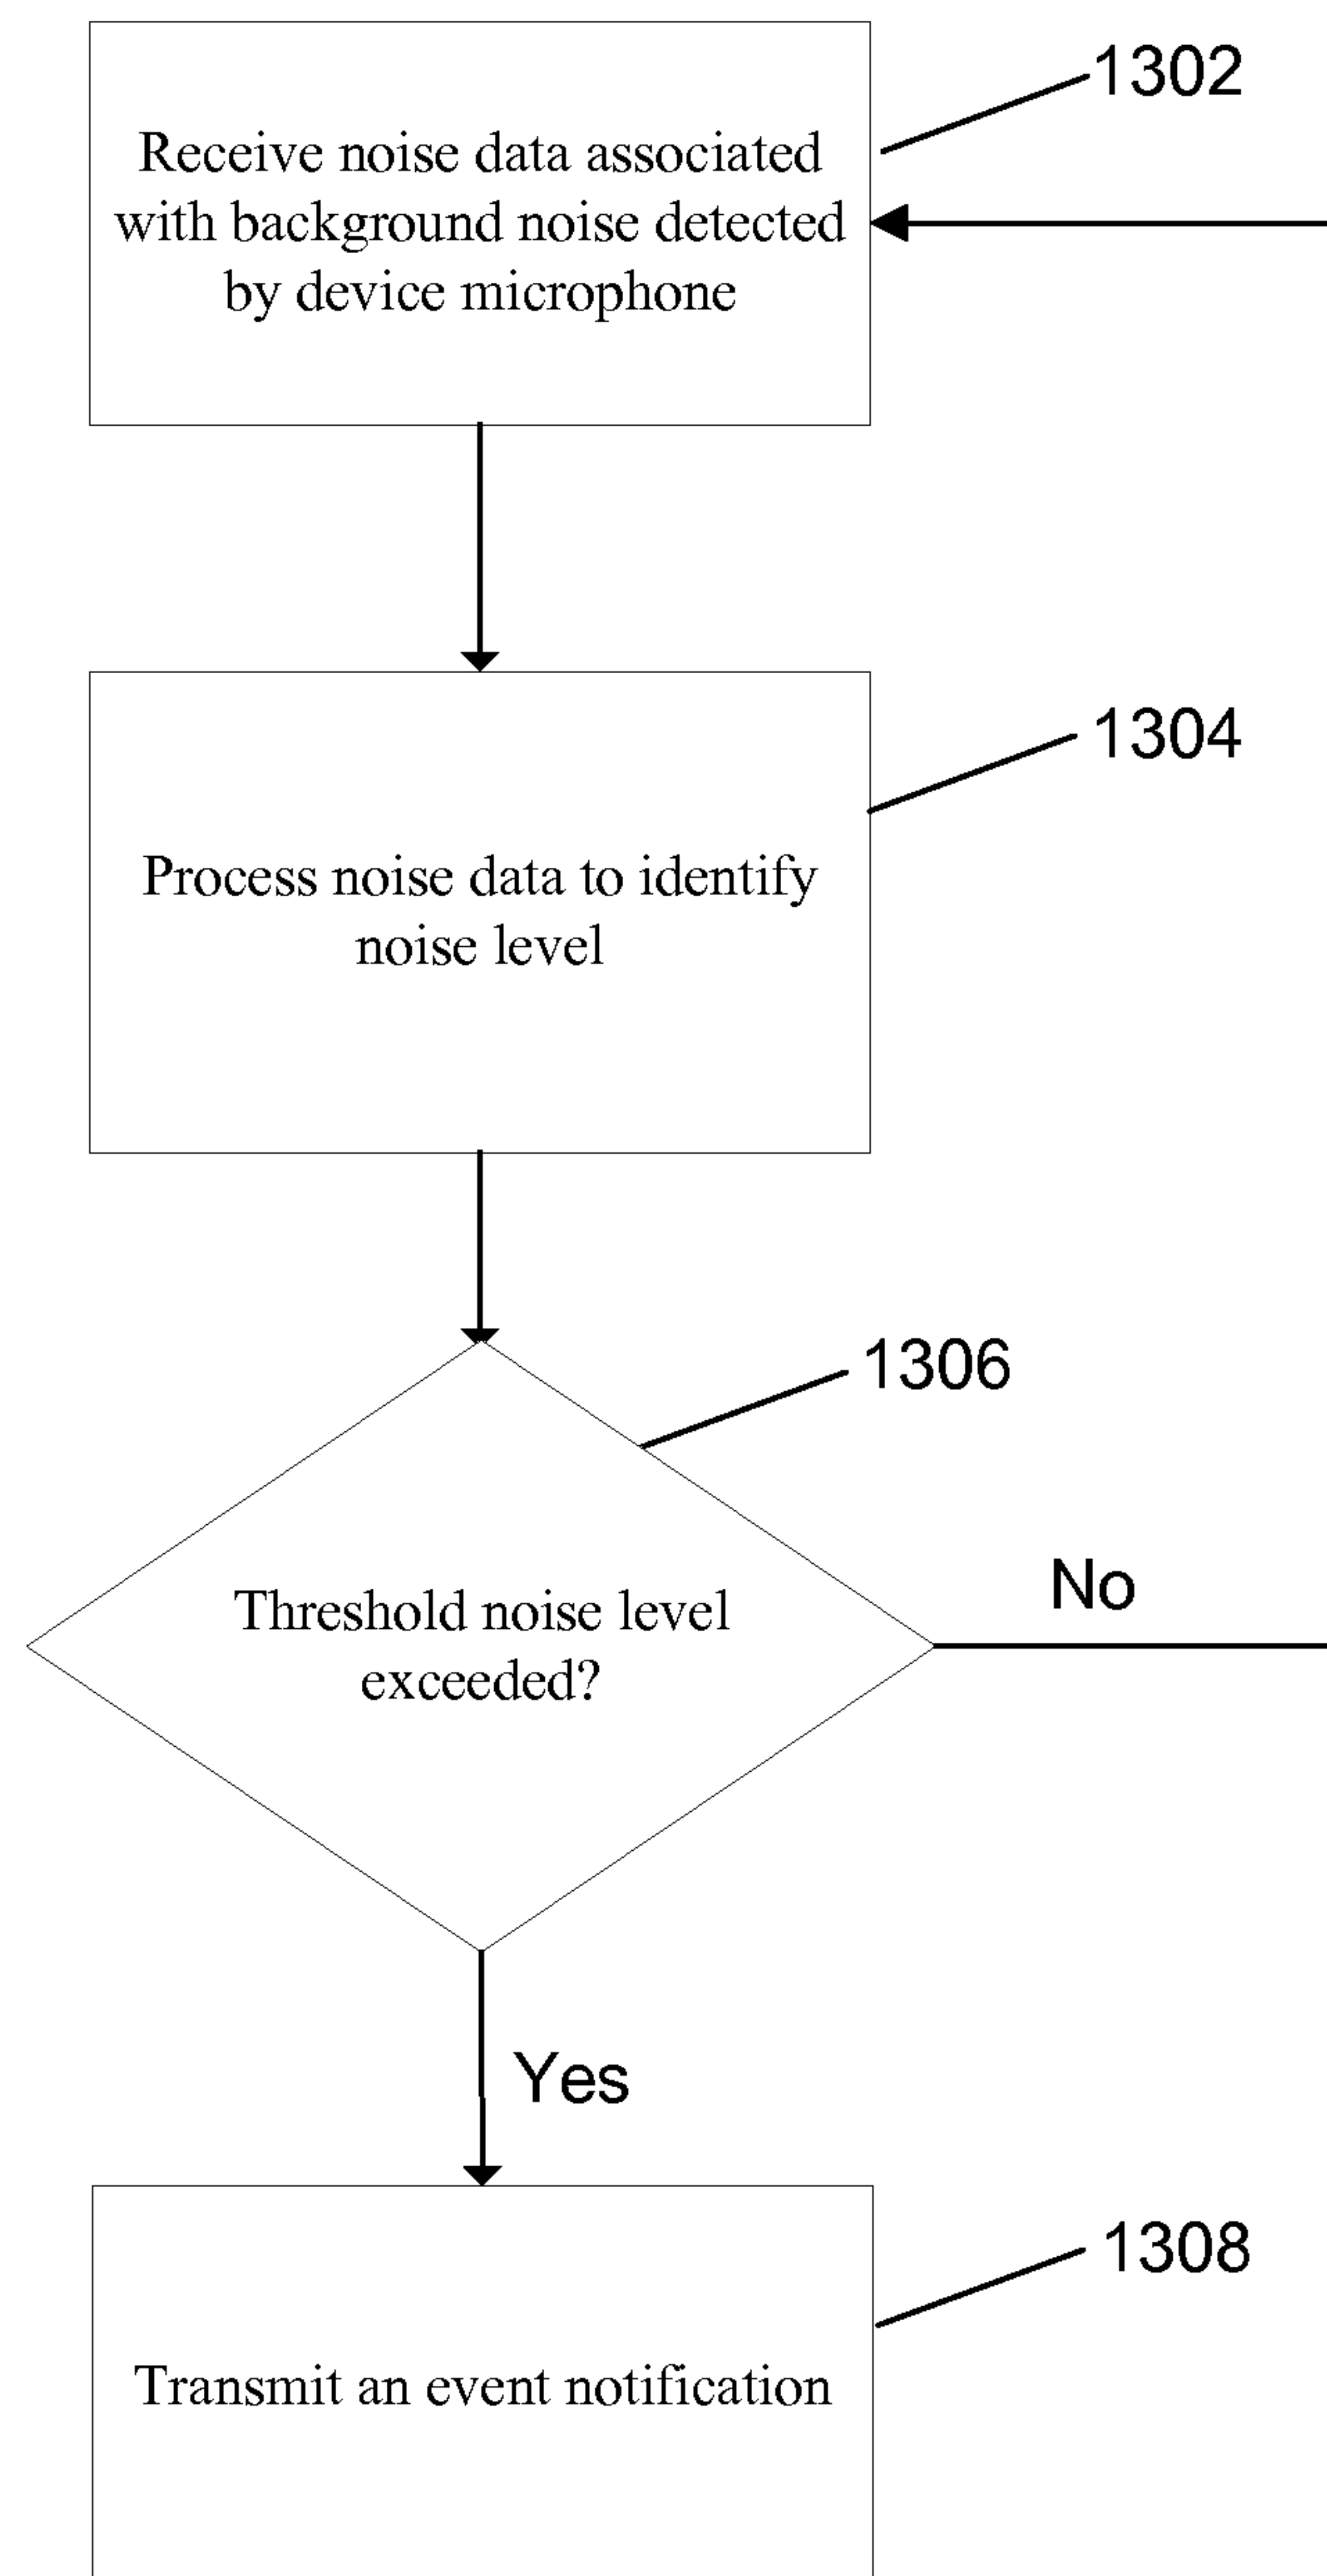 1302
Receive noise data associated
with background noise detected
by device microphone
1304
Process noise data to identify
noise level
1306
Threshold noise level
exceeded?
No
Yes
1308
Transmit an event notification